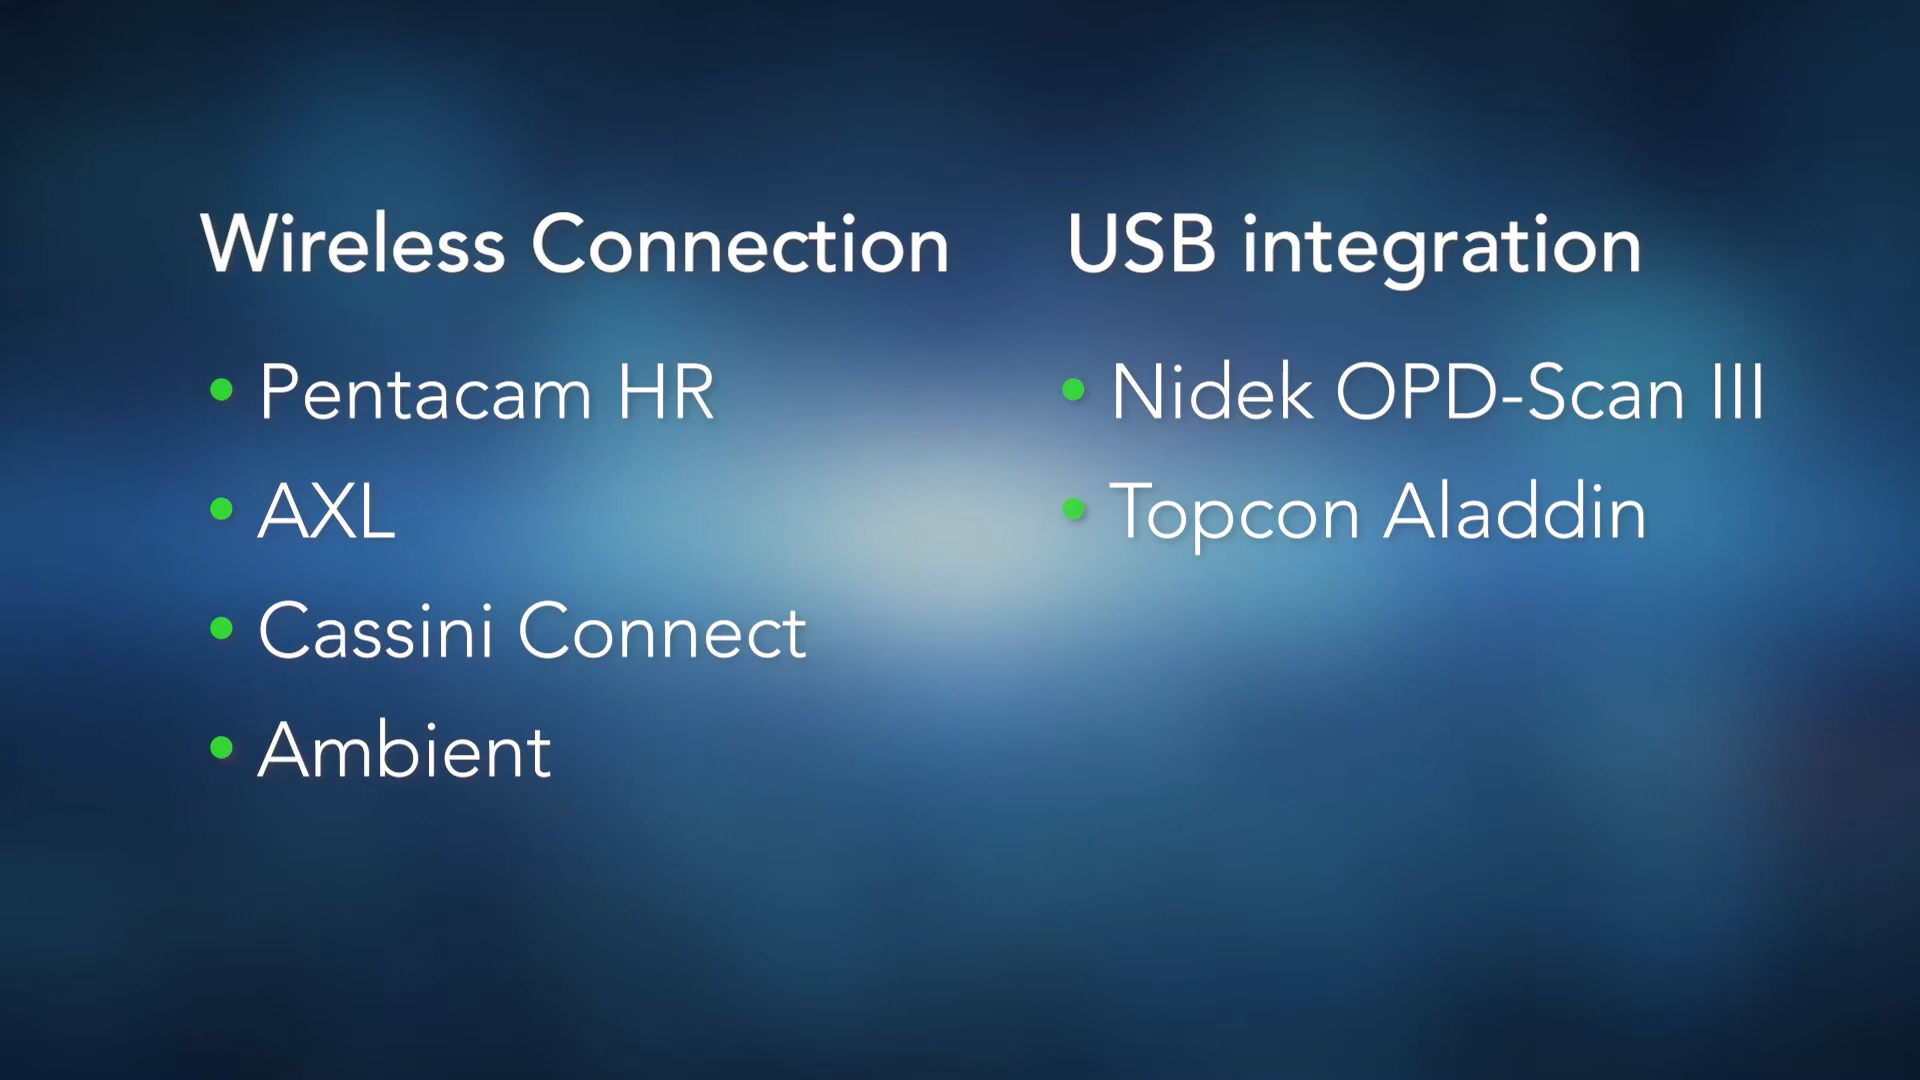 Wireless Connection
• Pentacam HR
• AXL
• Cassini Connect
• Ambient
USB integration
• Nidek OPD-Scan III
• Topcon Aladdin